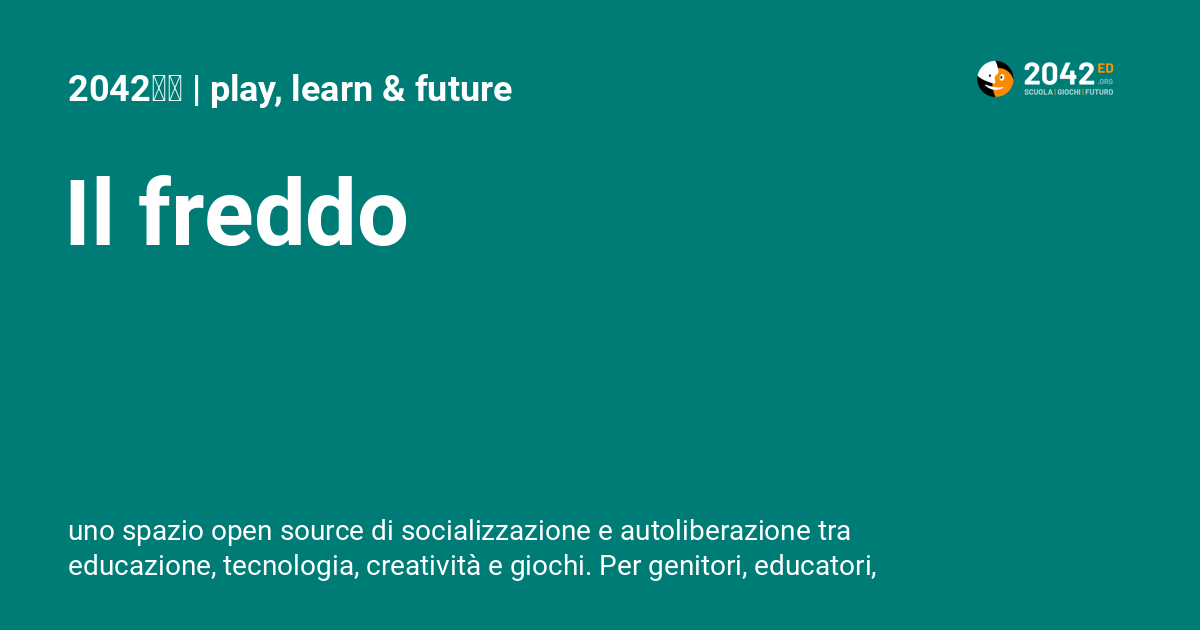 2042 | play, learn & future
2042 ED
.ORG
SCUOLA | GIOCHI | FUTURO
Il freddo
uno spazio open source di socializzazione e autoliberazione tra
educazione, tecnologia, creatività e giochi. Per genitori, educatori,